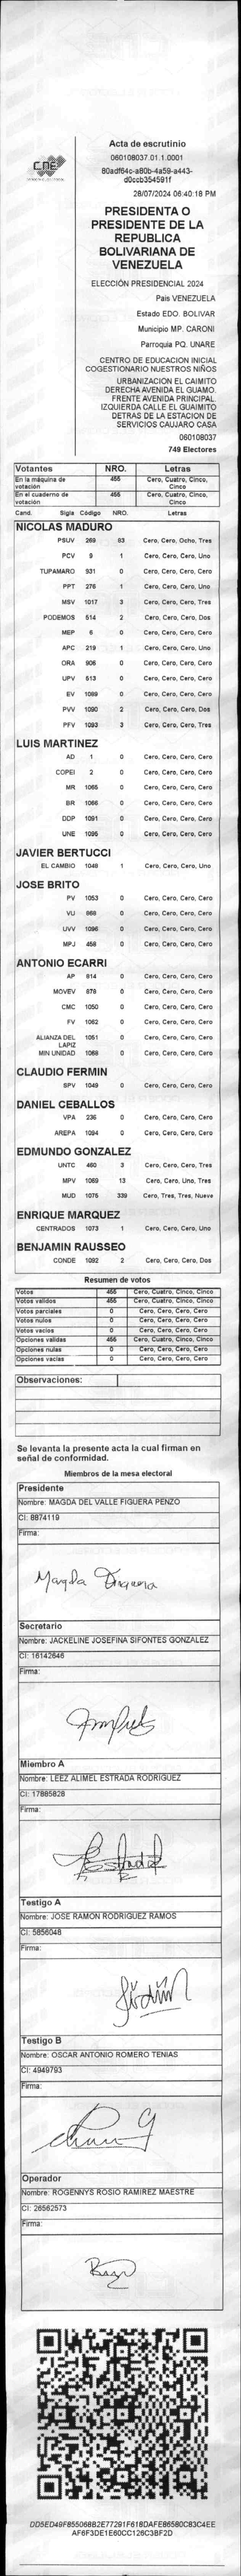 CNE
Acta de escrutinio
060108037.01.1.0001
80adf64c-a80b-4a59-a443-
d0ccb354591f
28/07/2024 06:40:18 PM
PRESIDENTA O
PRESIDENTE DE LA
REPUBLICA
BOLIVARIANA DE
VENEZUELA
ELECCIÓN PRESIDENCIAL 2024
Pais VENEZUELA
Estado EDO. BOLIVAR
Municipio MP. CARONI
Parroquia PQ. UNARE
CENTRO DE EDUCACION INICIAL
COGESTIONARIO NUESTROS NIÑOS
URBANIZACION EL CAIMITO
DERECHA AVENIDA EL GUAMO.
FRENTE AVENIDA PRINCIPAL.
IZQUIERDA CALLE EL GUAIMITO
DETRAS DE LA ESTACION DE
SERVICIOS CAUJARO CASA
060108037
749 Electores
Votantes NRO. Letras
En la máquina de votación 455 Cero, Cuatro, Cinco, Cinco
En el cuaderno de votación 455 Cero, Cuatro, Cinco, Cinco
Cand. Sigla Código NRO. Letras
NICOLAS MADURO
PSUV 269 83 Cero, Cero, Ocho, Tres
PCV 9 1 Cero, Cero, Cero, Uno
TUPAMARO 931 0 Cero, Cero, Cero, Cero
PPT 276 1 Cero, Cero, Cero, Uno
MSV 1017 3 Cero, Cero, Cero, Tres
PODEMOS 514 2 Cero, Cero, Cero, Dos
MEP 6 0 Cero, Cero, Cero, Cero
APC 219 1 Cero, Cero, Cero, Uno
ORA 906 0 Cero, Cero, Cero, Cero
UPV 513 0 Cero, Cero, Cero, Cero
EV 1089 0 Cero, Cero, Cero, Cero
PVV 1090 2 Cero, Cero, Cero, Dos
PFV 1093 3 Cero, Cero, Cero, Tres
LUIS MARTINEZ
AD 1 0 Cero, Cero, Cero, Cero
COPEI 2 0 Cero, Cero, Cero, Cero
MR 1065 0 Cero, Cero, Cero, Cero
BR 1066 0 Cero, Cero, Cero, Cero
DDP 1091 0 Cero, Cero, Cero, Cero
UNE 1095 0 Cero, Cero, Cero, Cero
JAVIER BERTUCCI
EL CAMBIO 1048 1 Cero, Cero, Cero, Uno
JOSE BRITO
PV 1053 0 Cero, Cero, Cero, Cero
VU 868 0 Cero, Cero, Cero, Cero
UVV 1096 0 Cero, Cero, Cero, Cero
MPJ 458 0 Cero, Cero, Cero, Cero
ANTONIO ECARRI
AP 814 0 Cero, Cero, Cero, Cero
MOVEV 878 0 Cero, Cero, Cero, Cero
CMC 1050 0 Cero, Cero, Cero, Cero
FV 1062 0 Cero, Cero, Cero, Cero
ALIANZA DEL LAPIZ 1051 0 Cero, Cero, Cero, Cero
MIN UNIDAD 1068 0 Cero, Cero, Cero, Cero
CLAUDIO FERMIN
SPV 1049 0 Cero, Cero, Cero, Cero
DANIEL CEBALLOS
VPA 236 0 Cero, Cero, Cero, Cero
AREPA 1094 0 Cero, Cero, Cero, Cero
EDMUNDO GONZALEZ
UNTC 460 3 Cero, Cero, Cero, Tres
MPV 1069 13 Cero, Cero, Uno, Tres
MUD 1075 339 Cero, Tres, Tres, Nueve
ENRIQUE MARQUEZ
CENTRADOS 1073 1 Cero, Cero, Cero, Uno
BENJAMIN RAUSSEO
CONDE 1092 2 Cero, Cero, Cero, Dos
Resumen de votos
Votos 455 Cero, Cuatro, Cinco, Cinco
Votos validos 455 Cero, Cuatro, Cinco, Cinco
Votos parciales 0 Cero, Cero, Cero, Cero
Votos nulos 0 Cero, Cero, Cero, Cero
Votos vacios 0 Cero, Cero, Cero, Cero
Opciones validas 455 Cero, Cuatro, Cinco, Cinco
Opciones nulas 0 Cero, Cero, Cero, Cero
Opciones vacias 0 Cero, Cero, Cero, Cero
Observaciones:
Se levanta la presente acta la cual firman en
señal de conformidad.
Miembros de la mesa electoral
Presidente
Nombre: MAGDA DEL VALLE FIGUERA PENZO
CI: 8874119
Firma:
Magda Figuera
Secretario
Nombre: JACKELINE JOSEFINA SIFONTES GONZALEZ
CI: 16142646
Firma:
Miembro A
Nombre: LEEZ ALIMEL ESTRADA RODRIGUEZ
CI: 17885828
Firma:
Testigo A
Nombre: JOSE RAMON RODRIGUEZ RAMOS
CI: 5856048
Firma:
Testigo B
Nombre: OSCAR ANTONIO ROMERO TENIAS
CI: 4949793
Firma:
Operador
Nombre: ROGENNYS ROSIO RAMIREZ MAESTRE
CI: 26562573
Firma:
DD5ED49F855068B2E77291F618DAFE86580C83C4EE
AF6F3DE1E60CC126C3BF2D